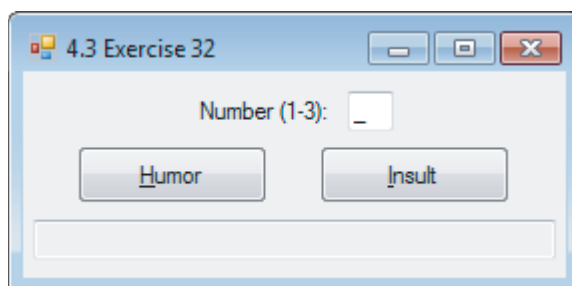 4.3 Exercise 32
Number (1-3): _
Humor Insult